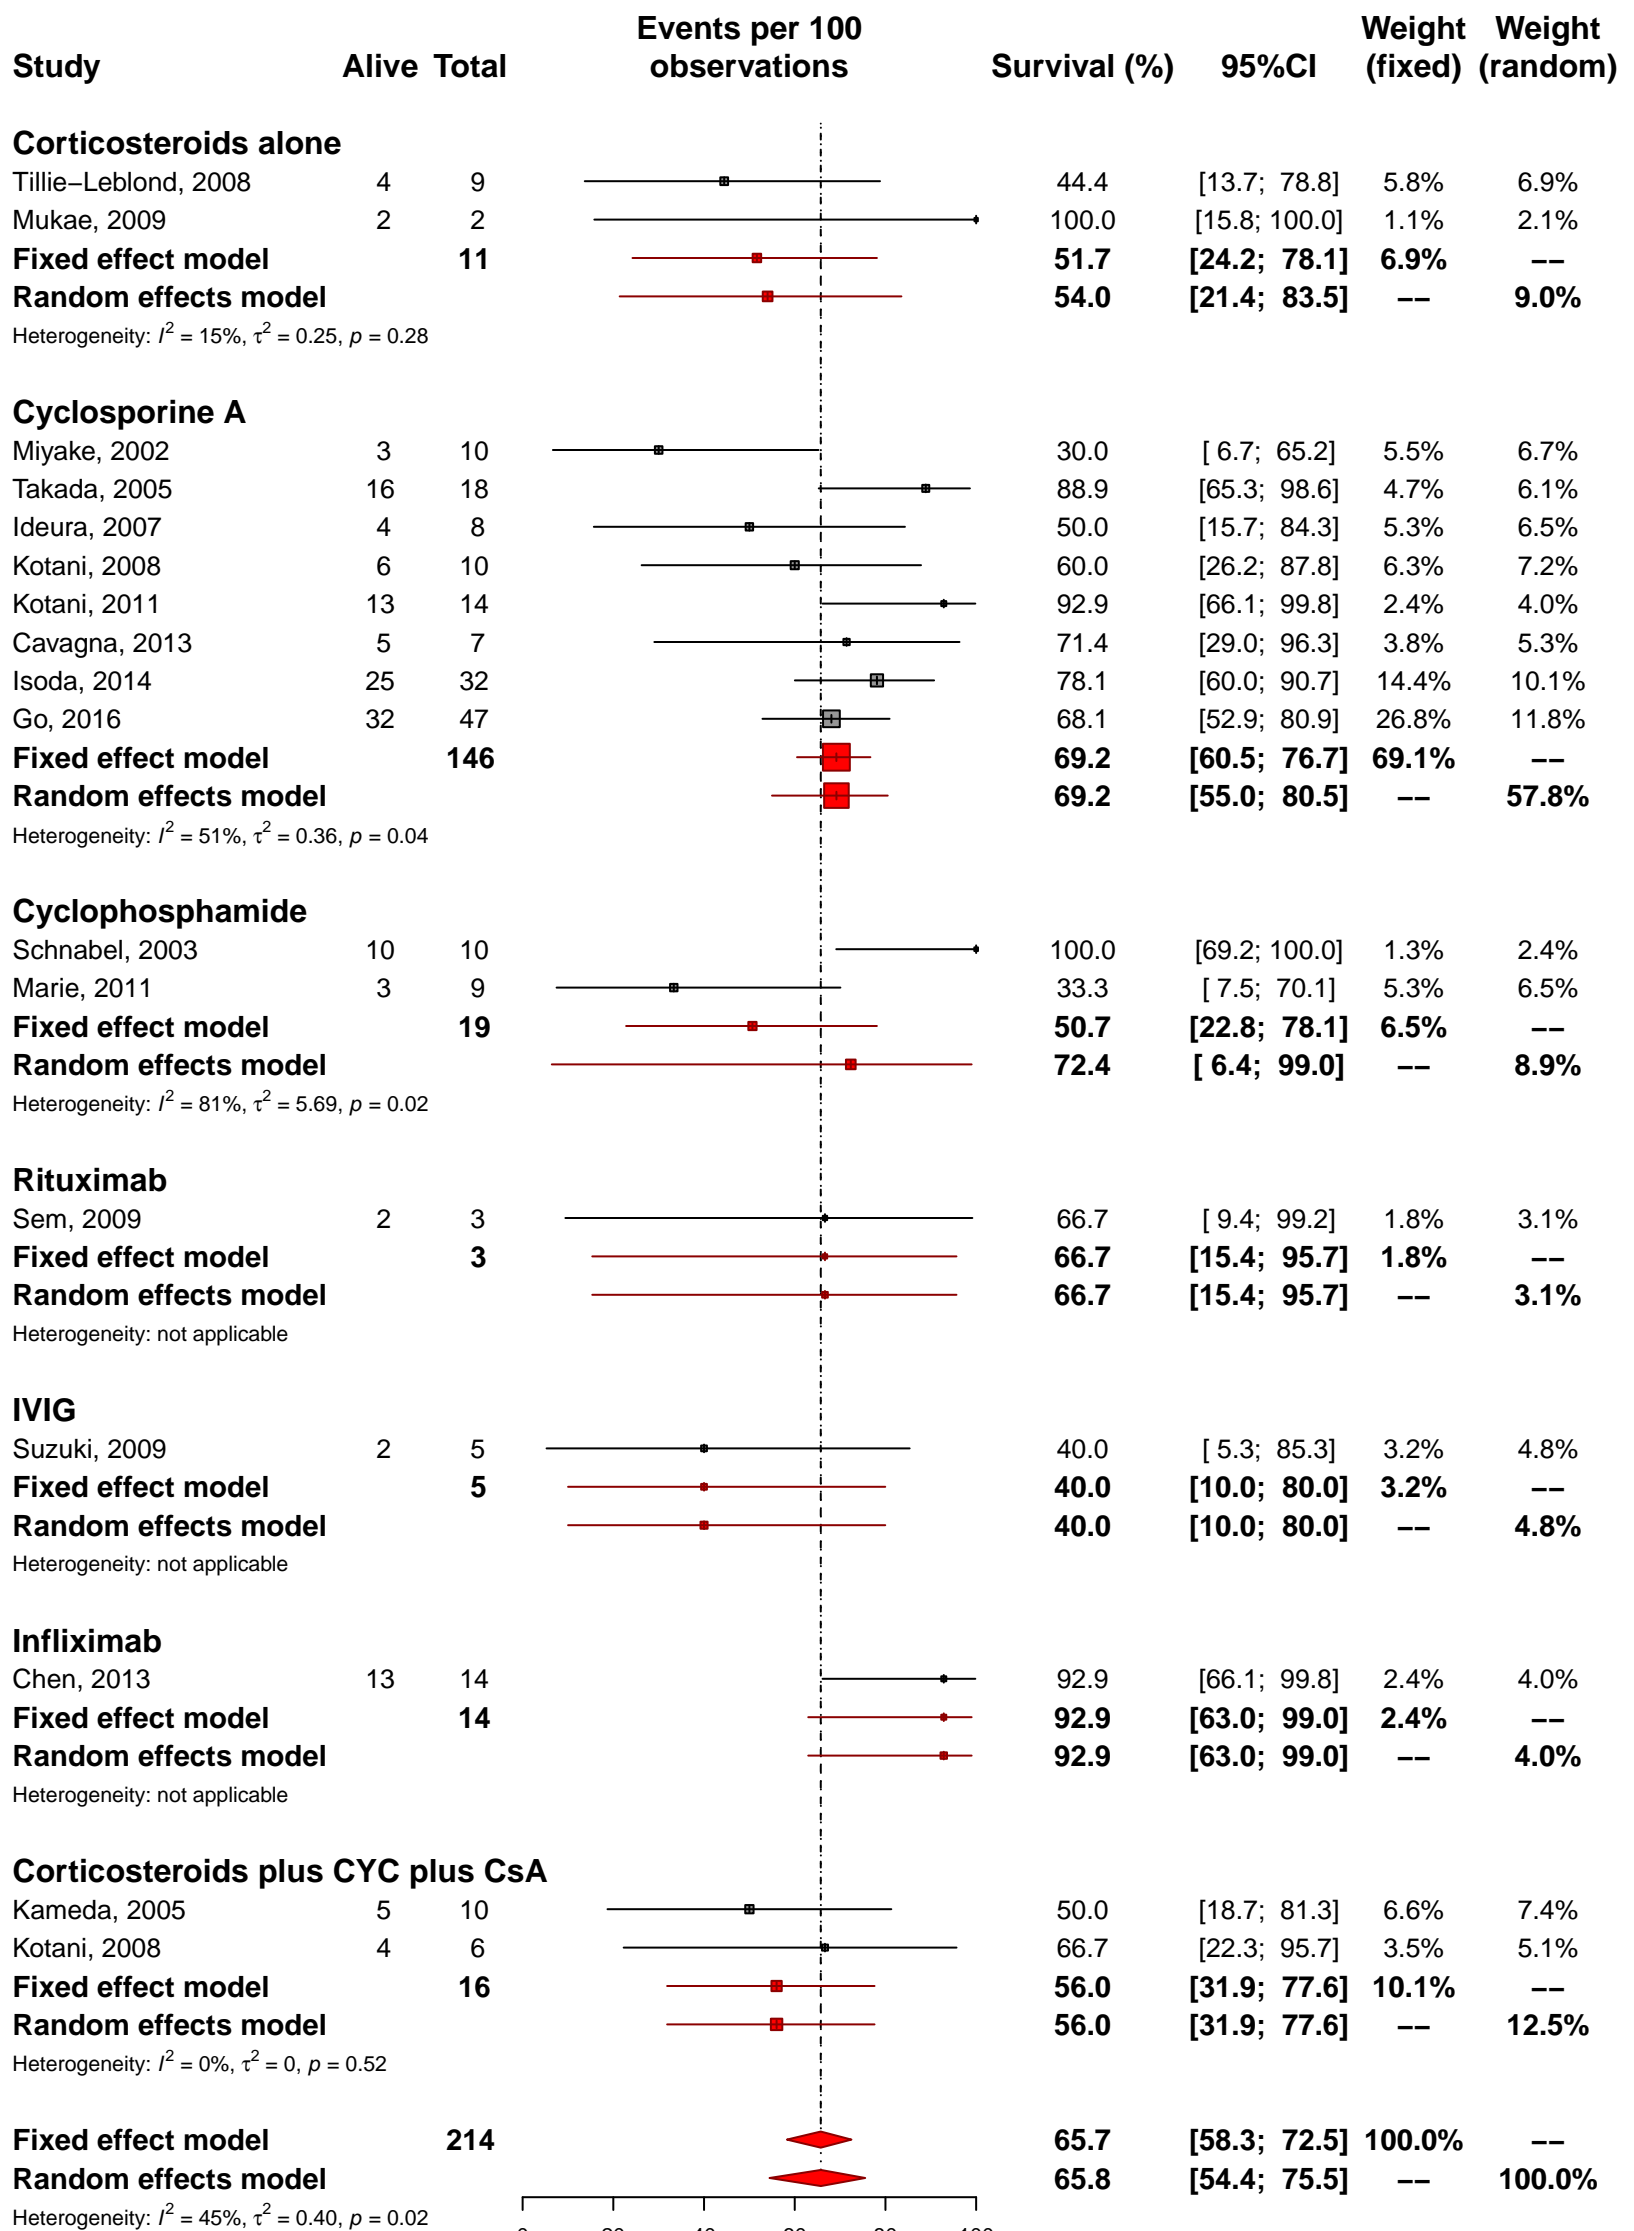 Events per 100 Weight Weight
Study Alive Total observations Survival (%) 95%CI (fixed) (random)
Corticosteroids alone
Tillie−Leblond, 2008 4 9 44.4 [13.7; 78.8] 5.8% 6.9%
Mukae, 2009 2 2 100.0 [15.8; 100.0] 1.1% 2.1%
Fixed effect model 11 51.7 [24.2; 78.1] 6.9% −−
Random effects model 54.0 [21.4; 83.5] −− 9.0%
Heterogeneity: I² = 15%, τ² = 0.25, p = 0.28
Cyclosporine A
Miyake, 2002 3 10 30.0 [ 6.7; 65.2] 5.5% 6.7%
Takada, 2005 16 18 88.9 [65.3; 98.6] 4.7% 6.1%
Ideura, 2007 4 8 50.0 [15.7; 84.3] 5.3% 6.5%
Kotani, 2008 6 10 60.0 [26.2; 87.8] 6.3% 7.2%
Kotani, 2011 13 14 92.9 [66.1; 99.8] 2.4% 4.0%
Cavagna, 2013 5 7 71.4 [29.0; 96.3] 3.8% 5.3%
Isoda, 2014 25 32 78.1 [60.0; 90.7] 14.4% 10.1%
Go, 2016 32 47 68.1 [52.9; 80.9] 26.8% 11.8%
Fixed effect model 146 69.2 [60.5; 76.7] 69.1% −−
Random effects model 69.2 [55.0; 80.5] −− 57.8%
Heterogeneity: I² = 51%, τ² = 0.36, p = 0.04
Cyclophosphamide
Schnabel, 2003 10 10 100.0 [69.2; 100.0] 1.3% 2.4%
Marie, 2011 3 9 33.3 [ 7.5; 70.1] 5.3% 6.5%
Fixed effect model 19 50.7 [22.8; 78.1] 6.5% −−
Random effects model 72.4 [ 6.4; 99.0] −− 8.9%
Heterogeneity: I² = 81%, τ² = 5.69, p = 0.02
Rituximab
Sem, 2009 2 3 66.7 [ 9.4; 99.2] 1.8% 3.1%
Fixed effect model 3 66.7 [15.4; 95.7] 1.8% −−
Random effects model 66.7 [15.4; 95.7] −− 3.1%
Heterogeneity: not applicable
IVIG
Suzuki, 2009 2 5 40.0 [ 5.3; 85.3] 3.2% 4.8%
Fixed effect model 5 40.0 [10.0; 80.0] 3.2% −−
Random effects model 40.0 [10.0; 80.0] −− 4.8%
Heterogeneity: not applicable
Infliximab
Chen, 2013 13 14 92.9 [66.1; 99.8] 2.4% 4.0%
Fixed effect model 14 92.9 [63.0; 99.0] 2.4% −−
Random effects model 92.9 [63.0; 99.0] −− 4.0%
Heterogeneity: not applicable
Corticosteroids plus CYC plus CsA
Kameda, 2005 5 10 50.0 [18.7; 81.3] 6.6% 7.4%
Kotani, 2008 4 6 66.7 [22.3; 95.7] 3.5% 5.1%
Fixed effect model 16 56.0 [31.9; 77.6] 10.1% −−
Random effects model 56.0 [31.9; 77.6] −− 12.5%
Heterogeneity: I² = 0%, τ² = 0, p = 0.52
Fixed effect model 214 65.7 [58.3; 72.5] 100.0% −−
Random effects model 65.8 [54.4; 75.5] −− 100.0%
Heterogeneity: I² = 45%, τ² = 0.40, p = 0.02